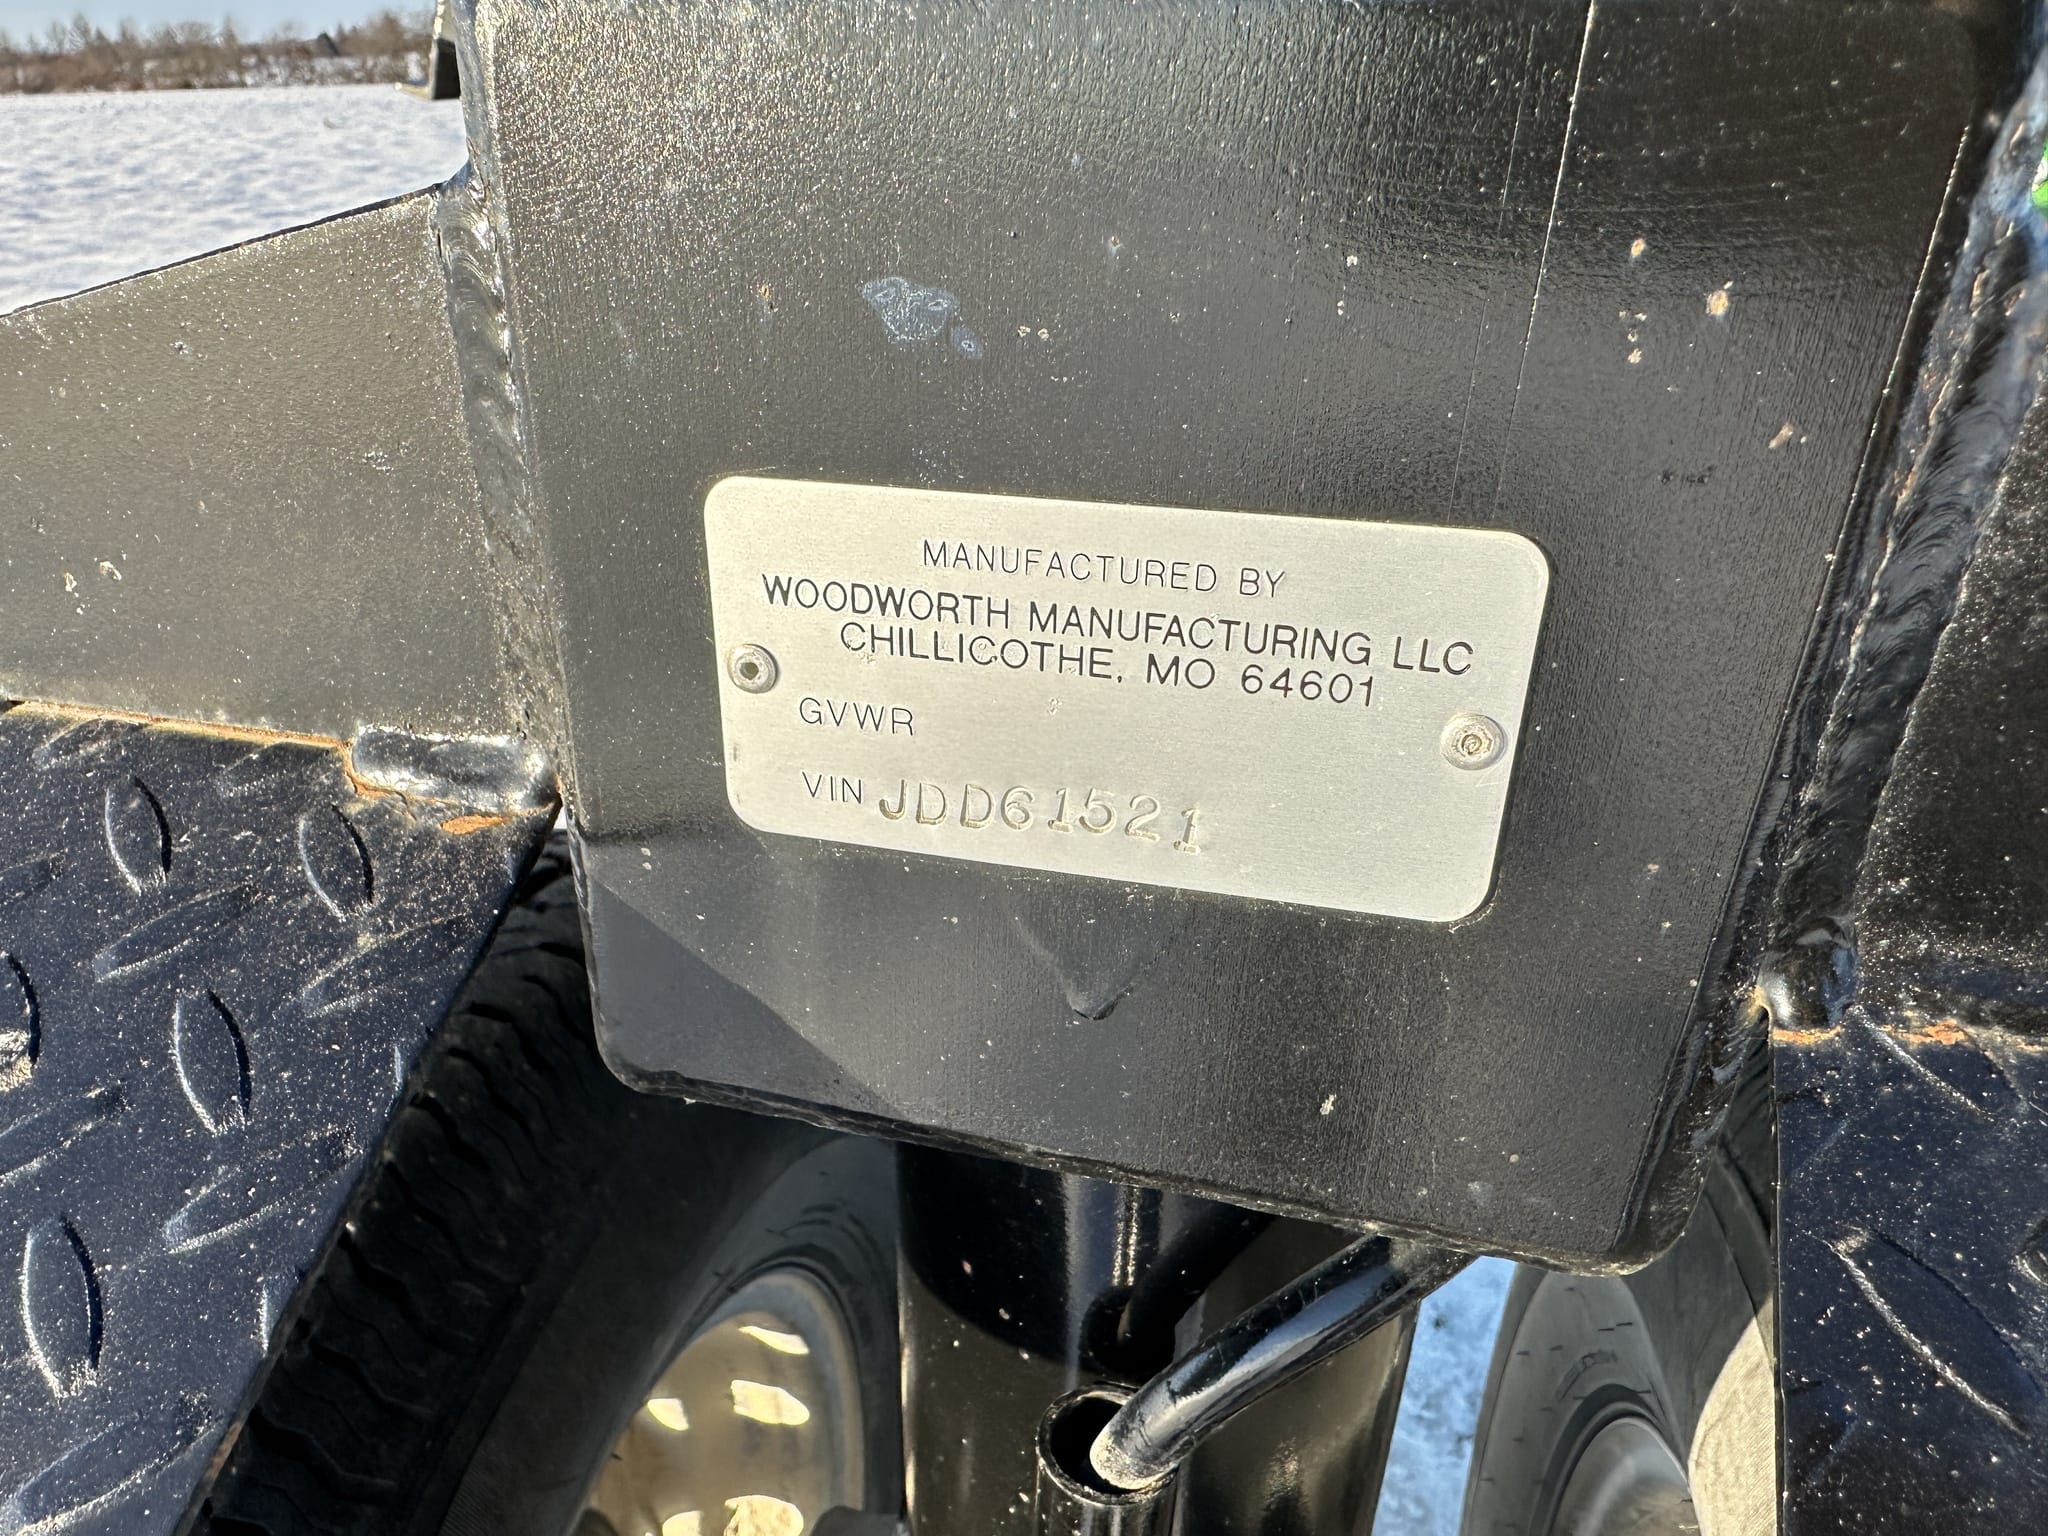 MANUFACTURED BY
WOODWORTH MANUFACTURING LLC
CHILLICOTHE, MO 64601
GVWR
VIN JDD61521